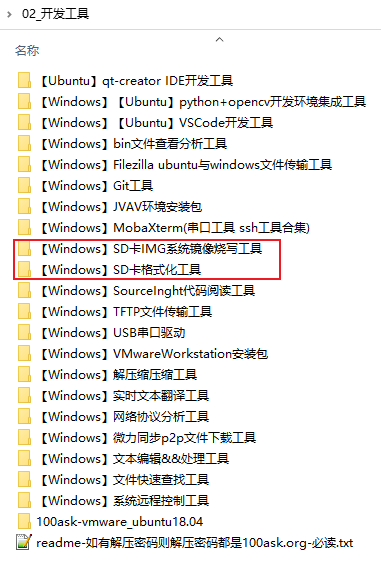 02_开发工具
名称
【Ubuntu】qt-creator IDE开发工具
【Windows】【Ubuntu】python+opencv开发环境集成工具
【Windows】【Ubuntu】VSCode开发工具
【Windows】bin文件查看分析工具
【Windows】Filezilla ubuntu与windows文件传输工具
【Windows】Git工具
【Windows】JVAV环境安装包
【Windows】MobaXterm(串口工具 ssh工具合集)
【Windows】SD卡IMG系统镜像烧写工具
【Windows】SD卡格式化工具
【Windows】SourceInght代码阅读工具
【Windows】TFTP文件传输工具
【Windows】USB串口驱动
【Windows】VMwareWorkstation安装包
【Windows】解压缩压缩工具
【Windows】实时文本翻译工具
【Windows】网络协议分析工具
【Windows】微力同步p2p文件下载工具
【Windows】文本编辑&&处理工具
【Windows】文件快速查找工具
【Windows】系统远程控制工具
100ask-vmware_ubuntu18.04
readme-如有解压密码则解压密码都是100ask.org-必读.txt